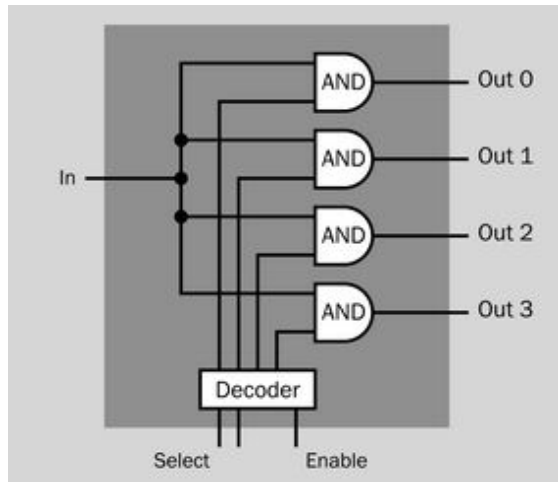 AND
Out 0
AND
Out 1
In
AND
Out 2
AND
Out 3
Decoder
Select
Enable